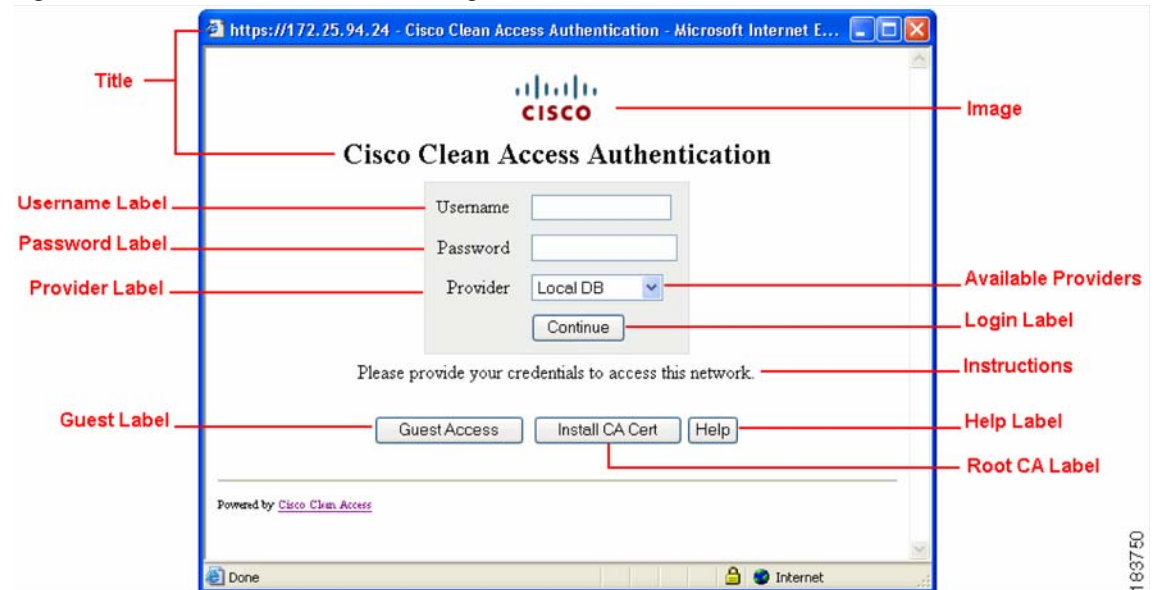 https://172.25.94.24 - Cisco Clean Access Authentication - Microsoft Internet E...
Title
CISCO
Image
Cisco Clean Access Authentication
Username Label
Username
Password Label
Password
Provider Label
Provider
Local DB
Available Providers
Continue
Login Label
Please provide your credentials to access this network.
Instructions
Guest Label
Guest Access
Install CA Cert
Help
Help Label
Root CA Label
Powered by Cisco Clean Access
183750
Done
Internet